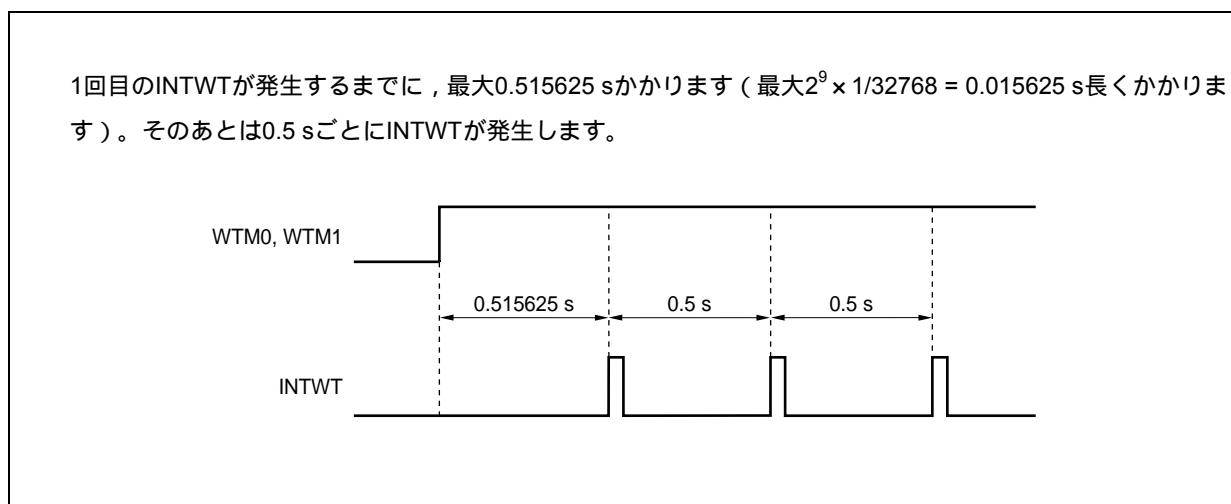 1回目のINTWTが発生するまでに，最大0.515625 sかかります（最大2⁹×1/32768 = 0.015625 s長くかかりま
す）。そのあとは0.5 sごとにINTWTが発生します。
WTM0, WTM1
0.515625 s 0.5 s 0.5 s
INTWT